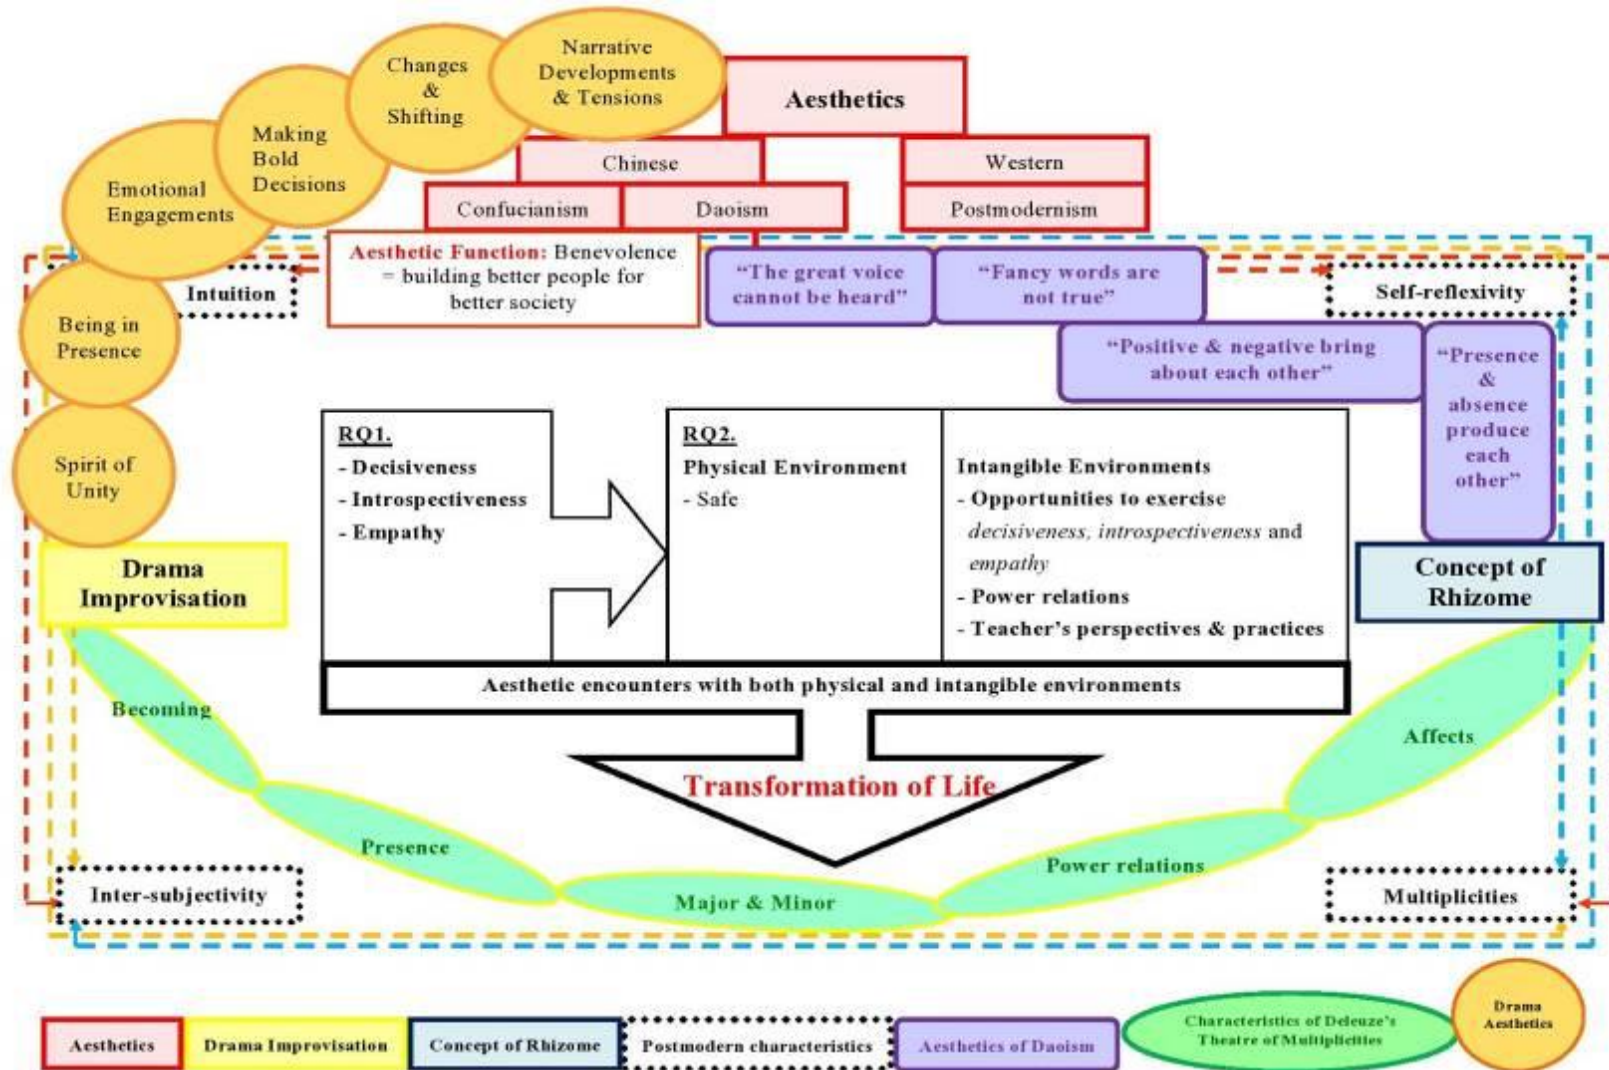 Narrative
Developments
& Tensions
Changes
&
Shifting
Making
Bold
Decisions
Emotional
Engagements
Being in
Presence
Spirit of
Unity
Aesthetics
Chinese
Western
Confucianism
Daoism
Postmodernism
Aesthetic Function: Benevolence
= building better people for
better society
“The great voice
cannot be heard”
“Fancy words are
not true”
“Positive & negative bring
about each other”
“Presence
&
absence
produce
each
other”
Intuition
Self-reflexivity
RQ1.
- Decisiveness
- Introspectiveness
- Empathy
RQ2.
Physical Environment
- Safe
Intangible Environments
- Opportunities to exercise
decisiveness, introspectiveness and
empathy
- Power relations
- Teacher’s perspectives & practices
Drama
Improvisation
Concept of
Rhizome
Aesthetic encounters with both physical and intangible environments
Transformation of Life
Becoming
Presence
Major & Minor
Power relations
Affects
Inter-subjectivity
Multiplicities
Aesthetics
Drama Improvisation
Concept of Rhizome
Postmodern characteristics
Aesthetics of Daoism
Characteristics of Deleuze’s
Theatre of Multiplicities
Drama
Aesthetics